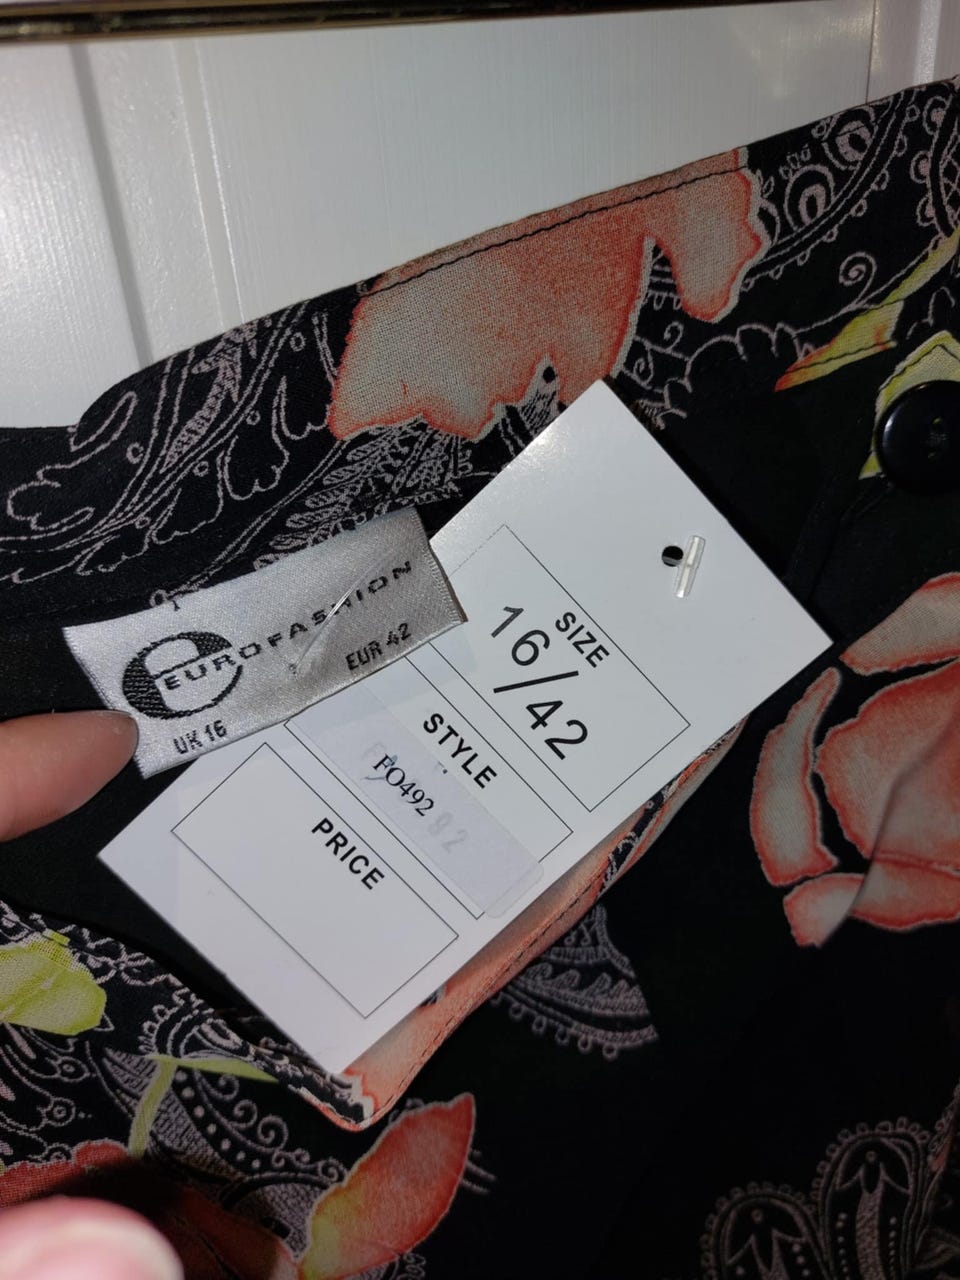 EUROFASHION
UK 16
EUR 42
SIZE
16/42
STYLE
FO492
PRICE